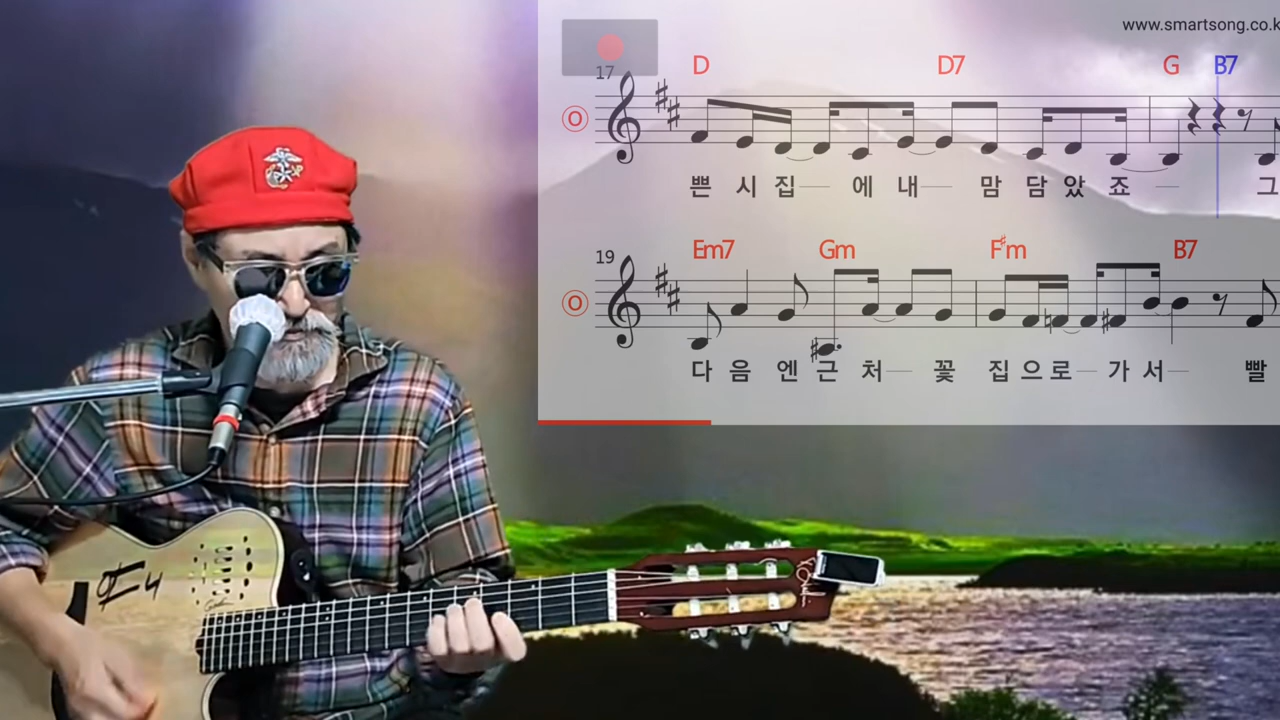 www.smartsong.co.k
17
D D7 G B7
O
쁜 시 집 에 내 맘 담 았 죠 그
19
Em7 Gm F#m B7
O
다 음 엔 근 처 꽃 집 으 로 가 서 빨